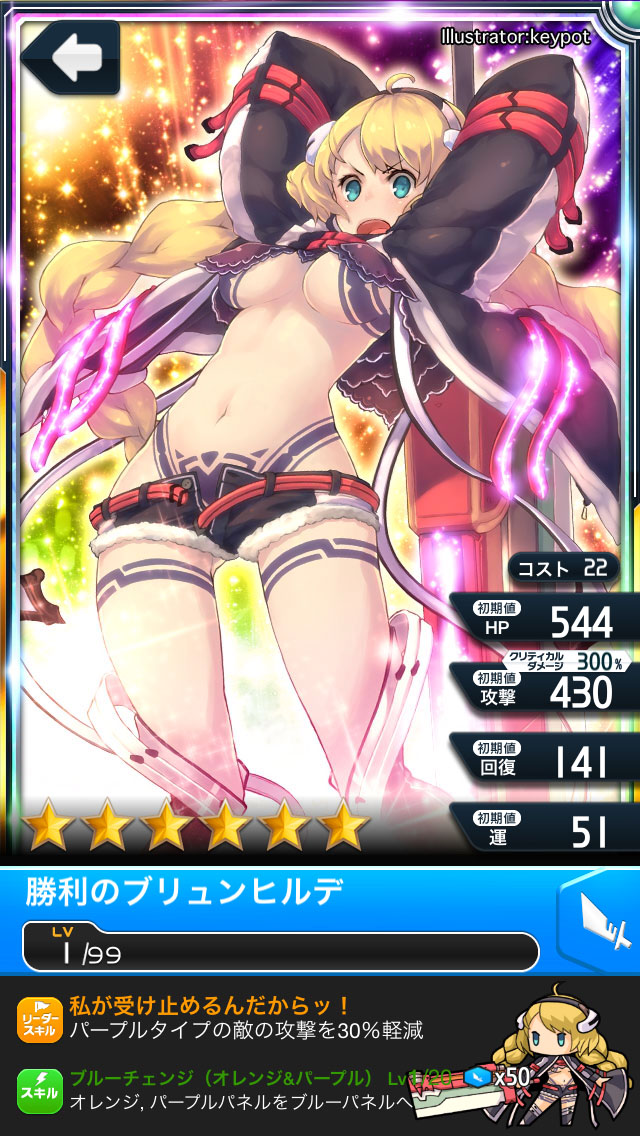 Illustrator:keypot
コスト 22
初期値
HP 544
クリティカル
ダメージ 300%
初期値
攻撃 430
初期値
回復 141
初期値
運 51
勝利のブリュンヒルデ
LV
1/99
リーダー
スキル
私が受け止めるんだからッ！
パープルタイプの敵の攻撃を30％軽減
スキル
ブルーチェンジ（オレンジ&パープル） Lv1/20
x50
オレンジ, パープルパネルをブルーパネルへ